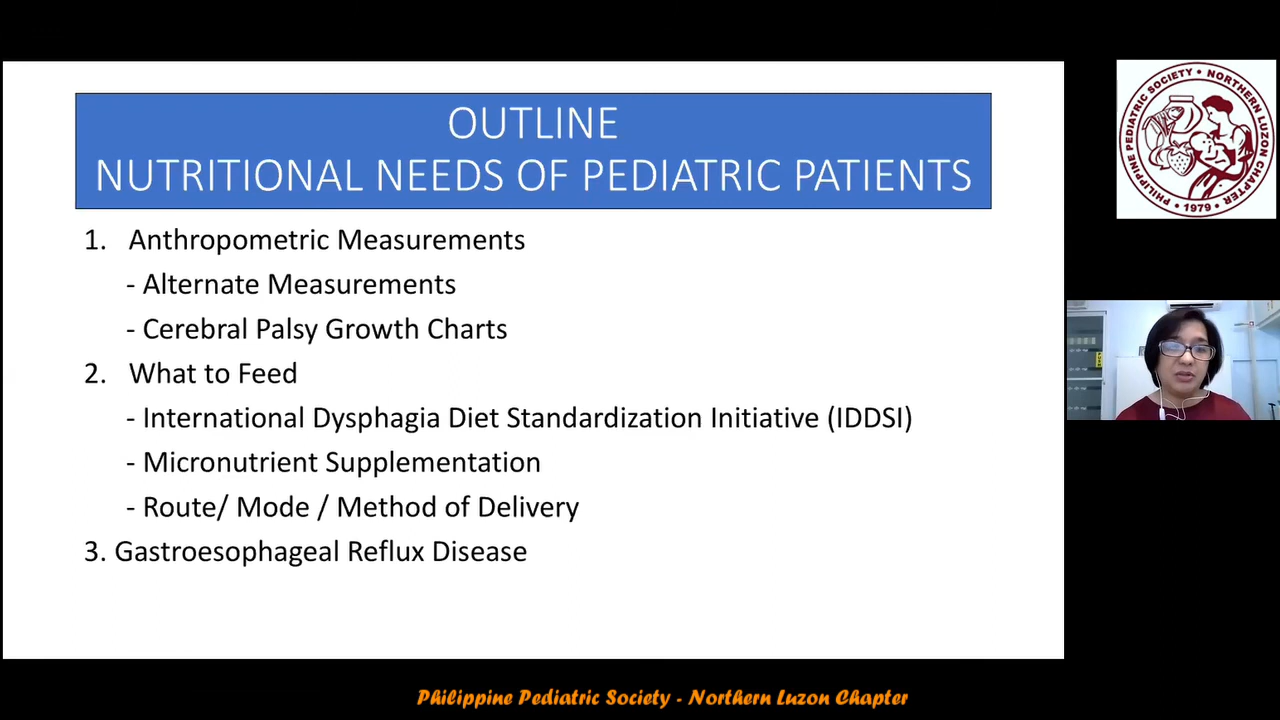 OUTLINE
NUTRITIONAL NEEDS OF PEDIATRIC PATIENTS
1. Anthropometric Measurements
- Alternate Measurements
- Cerebral Palsy Growth Charts
2. What to Feed
- International Dysphagia Diet Standardization Initiative (IDDSI)
- Micronutrient Supplementation
- Route/ Mode / Method of Delivery
3. Gastroesophageal Reflux Disease
PHILIPPINE PEDIATRIC SOCIETY • NORTHERN LUZON CHAPTER
• 1979 •
PUSH
Philippine Pediatric Society - Northern Luzon Chapter